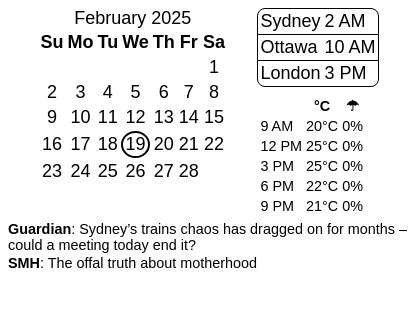 February 2025
Su Mo Tu We Th Fr Sa
1
2 3 4 5 6 7 8
9 10 11 12 13 14 15
16 17 18 19 20 21 22
23 24 25 26 27 28
Sydney 2 AM
Ottawa 10 AM
London 3 PM
°C ☂
9 AM 20°C 0%
12 PM 25°C 0%
3 PM 25°C 0%
6 PM 22°C 0%
9 PM 21°C 0%
Guardian: Sydney’s trains chaos has dragged on for months –
could a meeting today end it?
SMH: The offal truth about motherhood